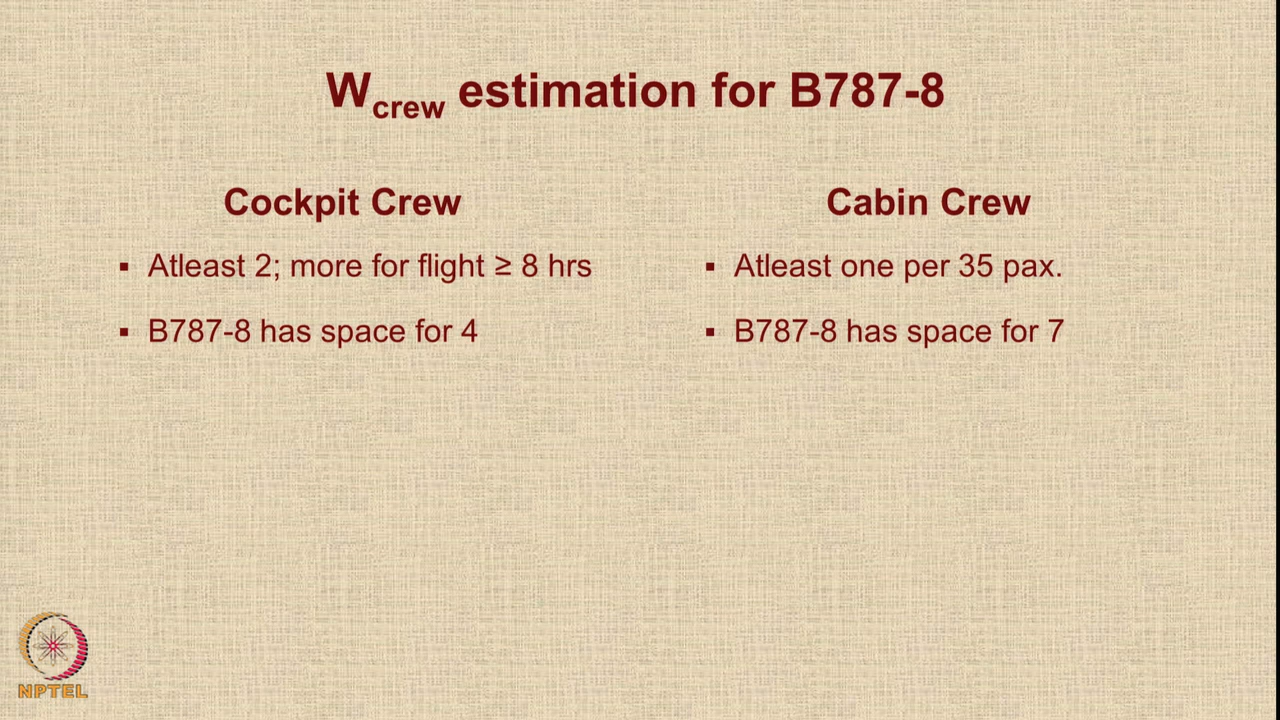 W_crew estimation for B787-8
Cockpit Crew
▪ Atleast 2; more for flight ≥ 8 hrs
▪ B787-8 has space for 4
Cabin Crew
▪ Atleast one per 35 pax.
▪ B787-8 has space for 7
NPTEL